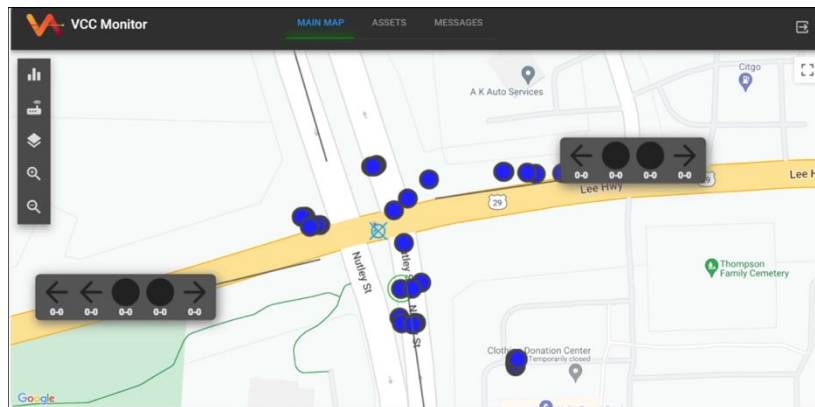 VCC Monitor
MAIN MAP
ASSETS
MESSAGES
Citgo
A K Auto Services
0-0 0-0 0-0 0-0
Lee Hwy
Lee H
29
Nutley St
utley S
Thompson
Family Cemetery
0-0 0-0 0-0 0-0 0-0
N
St
Donation Center
Temporarily closed
Google